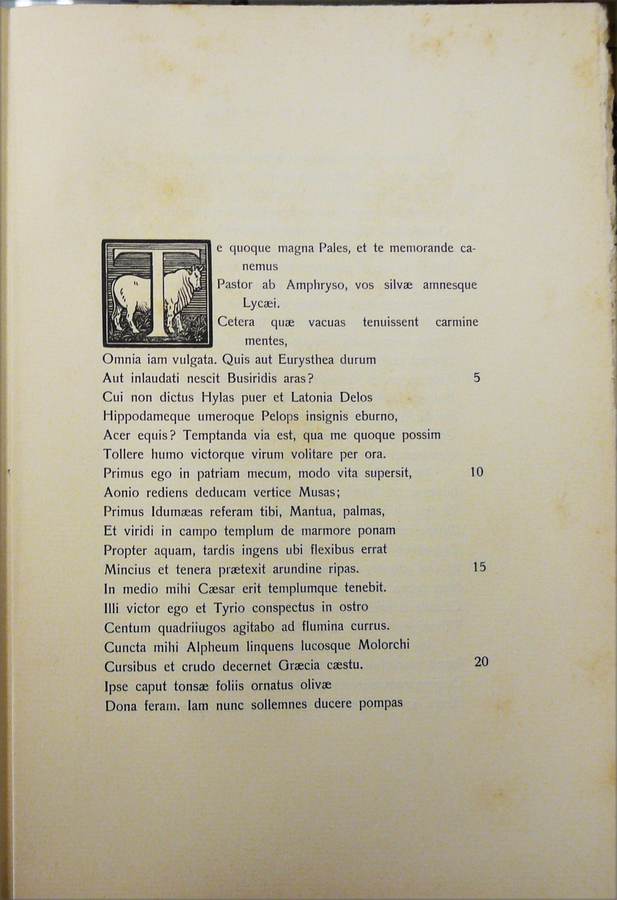 Te quoque magna Pales, et te memorande ca-
nemus
Pastor ab Amphryso, vos silvæ amnesque
Lycæi.
Cetera quæ vacuas tenuissent carmine
mentes,
Omnia iam vulgata. Quis aut Eurysthea durum
Aut inlaudati nescit Busiridis aras? 5
Cui non dictus Hylas puer et Latonia Delos
Hippodameque umeroque Pelops insignis eburno,
Acer equis? Temptanda via est, qua me quoque possim
Tollere humo victorque virum volitare per ora.
Primus ego in patriam mecum, modo vita supersit, 10
Aonio rediens deducam vertice Musas;
Primus Idumæas referam tibi, Mantua, palmas,
Et viridi in campo templum de marmore ponam
Propter aquam, tardis ingens ubi flexibus errat
Mincius et tenera prætexit arundine ripas. 15
In medio mihi Cæsar erit templumque tenebit.
Illi victor ego et Tyrio conspectus in ostro
Centum quadriiugos agitabo ad flumina currus.
Cuncta mihi Alpheum linquens lucosque Molorchi
Cursibus et crudo decernet Græcia cæstu. 20
Ipse caput tonsæ foliis ornatus olivæ
Dona feram. Iam nunc sollemnes ducere pompas